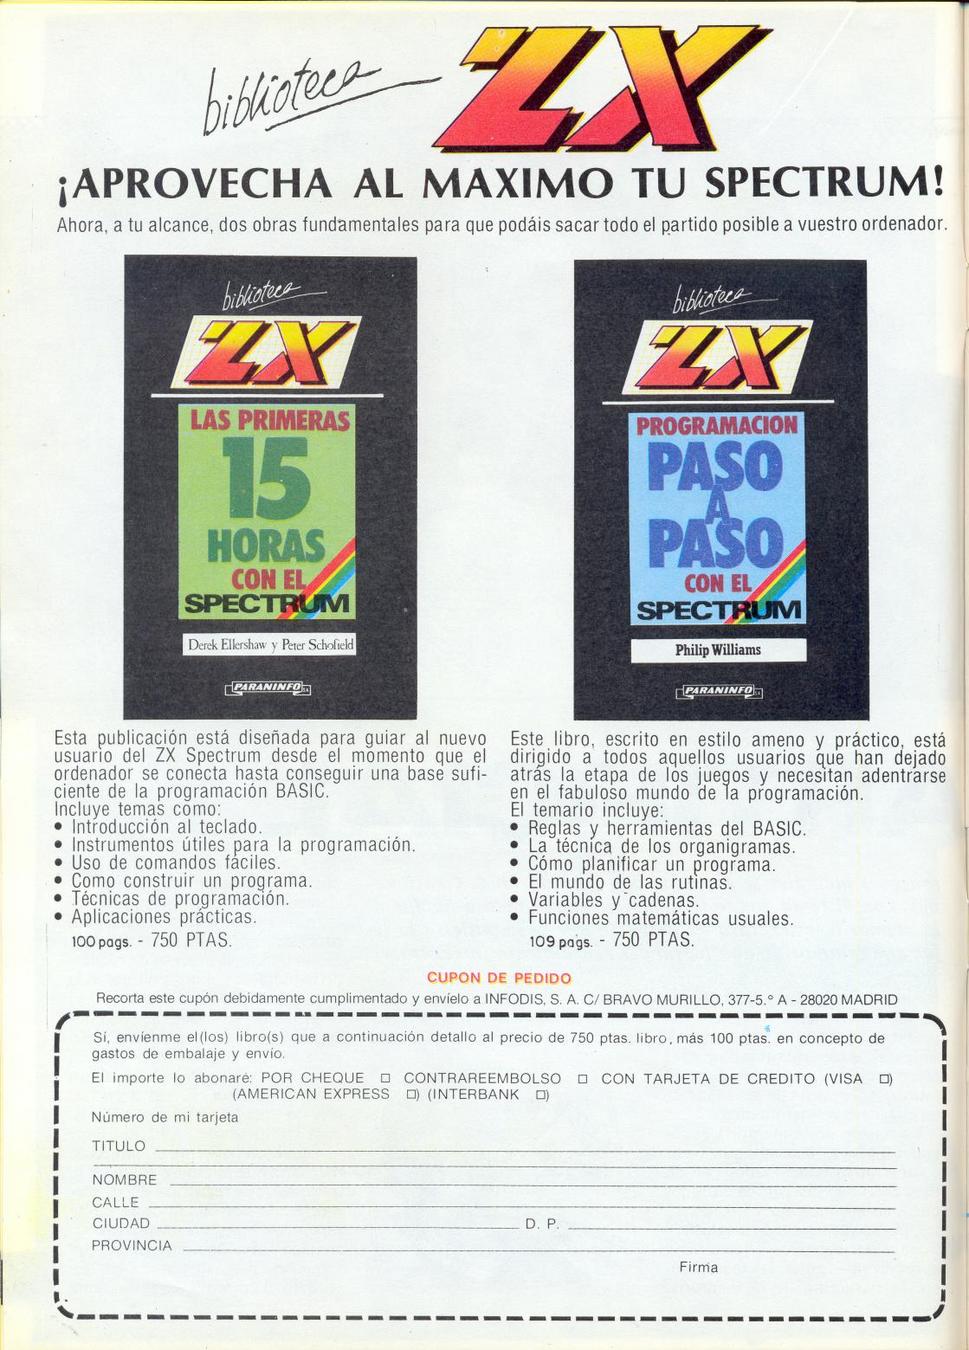 biblioteca ZX
¡APROVECHA AL MAXIMO TU SPECTRUM!
Ahora, a tu alcance, dos obras fundamentales para que podáis sacar todo el partido posible a vuestro ordenador.
biblioteca
ZX
LAS PRIMERAS
15
HORAS
CON EL
SPECTRUM
Derek Ellershaw y Peter Schofield
PARANINFO S.A.
biblioteca
ZX
PROGRAMACION
PASO
A
PASO
CON EL
SPECTRUM
Philip Williams
PARANINFO S.A.
Esta publicación está diseñada para guiar al nuevo
usuario del ZX Spectrum desde el momento que el
ordenador se conecta hasta conseguir una base sufi-
ciente de la programación BASIC.
Incluye temas como:
• Introducción al teclado.
• Instrumentos útiles para la programación.
• Uso de comandos fáciles.
• Como construir un programa.
• Técnicas de programación.
• Aplicaciones prácticas.
100 pags. - 750 PTAS.
Este libro, escrito en estilo ameno y práctico, está
dirigido a todos aquellos usuarios que han dejado
atrás la etapa de los juegos y necesitan adentrarse
en el fabuloso mundo de la programación.
El temario incluye:
• Reglas y herramientas del BASIC.
• La técnica de los organigramas.
• Cómo planificar un programa.
• El mundo de las rutinas.
• Variables y cadenas.
• Funciones matemáticas usuales.
109 pags. - 750 PTAS.
CUPON DE PEDIDO
Recorta este cupón debidamente cumplimentado y envíelo a INFODIS, S. A. C/ BRAVO MURILLO, 377-5.° A - 28020 MADRID
Sí, envíenme el(los) libro(s) que a continuación detallo al precio de 750 ptas. libro, más 100 ptas. en concepto de
gastos de embalaje y envío.
El importe lo abonaré: POR CHEQUE □ CONTRAREEMBOLSO □ CON TARJETA DE CREDITO (VISA □)
(AMERICAN EXPRESS □) (INTERBANK □)
Número de mi tarjeta
TITULO
NOMBRE
CALLE
CIUDAD D. P.
PROVINCIA
Firma